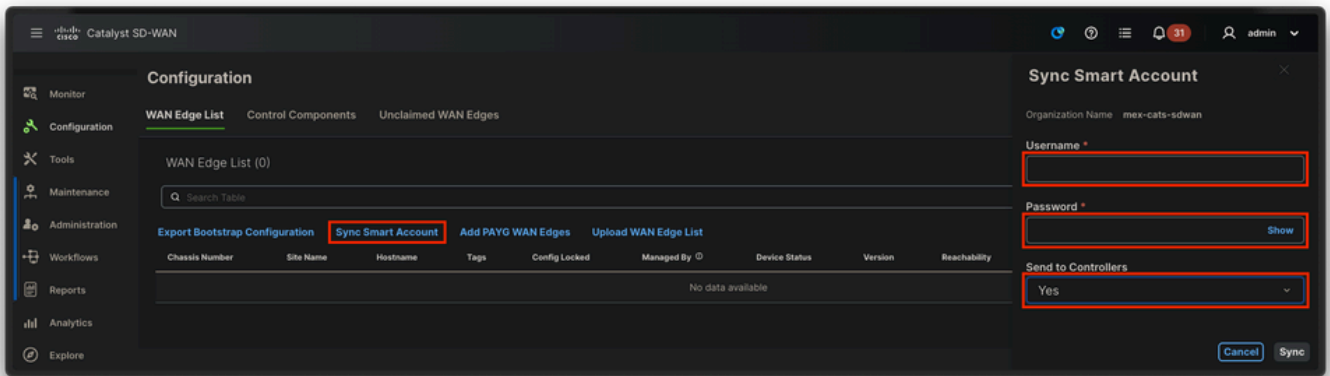 cisco Catalyst SD-WAN
31
admin
Monitor
Configuration
Tools
Maintenance
Administration
Workflows
Reports
Analytics
Explore
Configuration
WAN Edge List Control Components Unclaimed WAN Edges
WAN Edge List (0)
Search Table
Export Bootstrap Configuration Sync Smart Account Add PAYG WAN Edges Upload WAN Edge List
Chassis Number Site Name Hostname Tags Config Locked Managed By Device Status Version Reachability
No data available
Sync Smart Account
Organization Name mex-cats-sdwan
Username *
Password *
Show
Send to Controllers
Yes
Cancel Sync